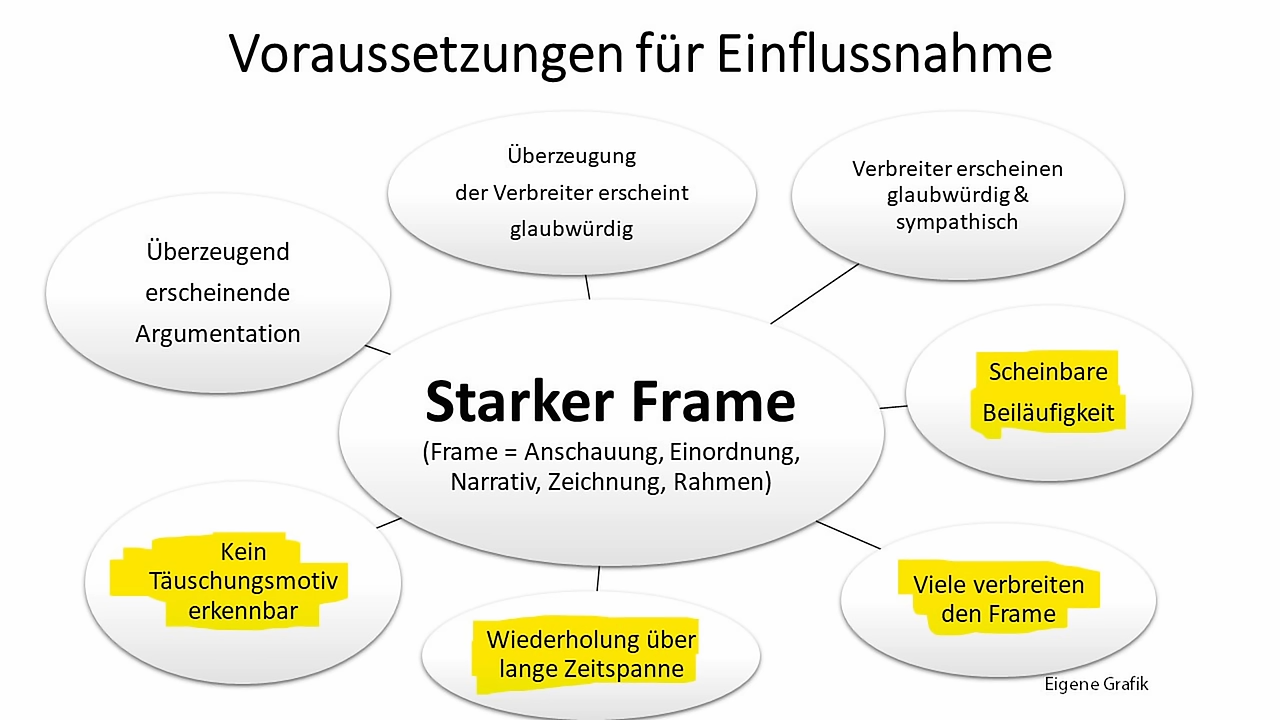 Voraussetzungen für Einflussnahme
Überzeugung
der Verbreiter erscheint
glaubwürdig
Verbreiter erscheinen
glaubwürdig &
sympathisch
Überzeugend
erscheinende
Argumentation
Starker Frame
(Frame = Anschauung, Einordnung,
Narrativ, Zeichnung, Rahmen)
Scheinbare
Beiläufigkeit
Kein
Täuschungsmotiv
erkennbar
Wiederholung über
lange Zeitspanne
Viele verbreiten
den Frame
Eigene Grafik